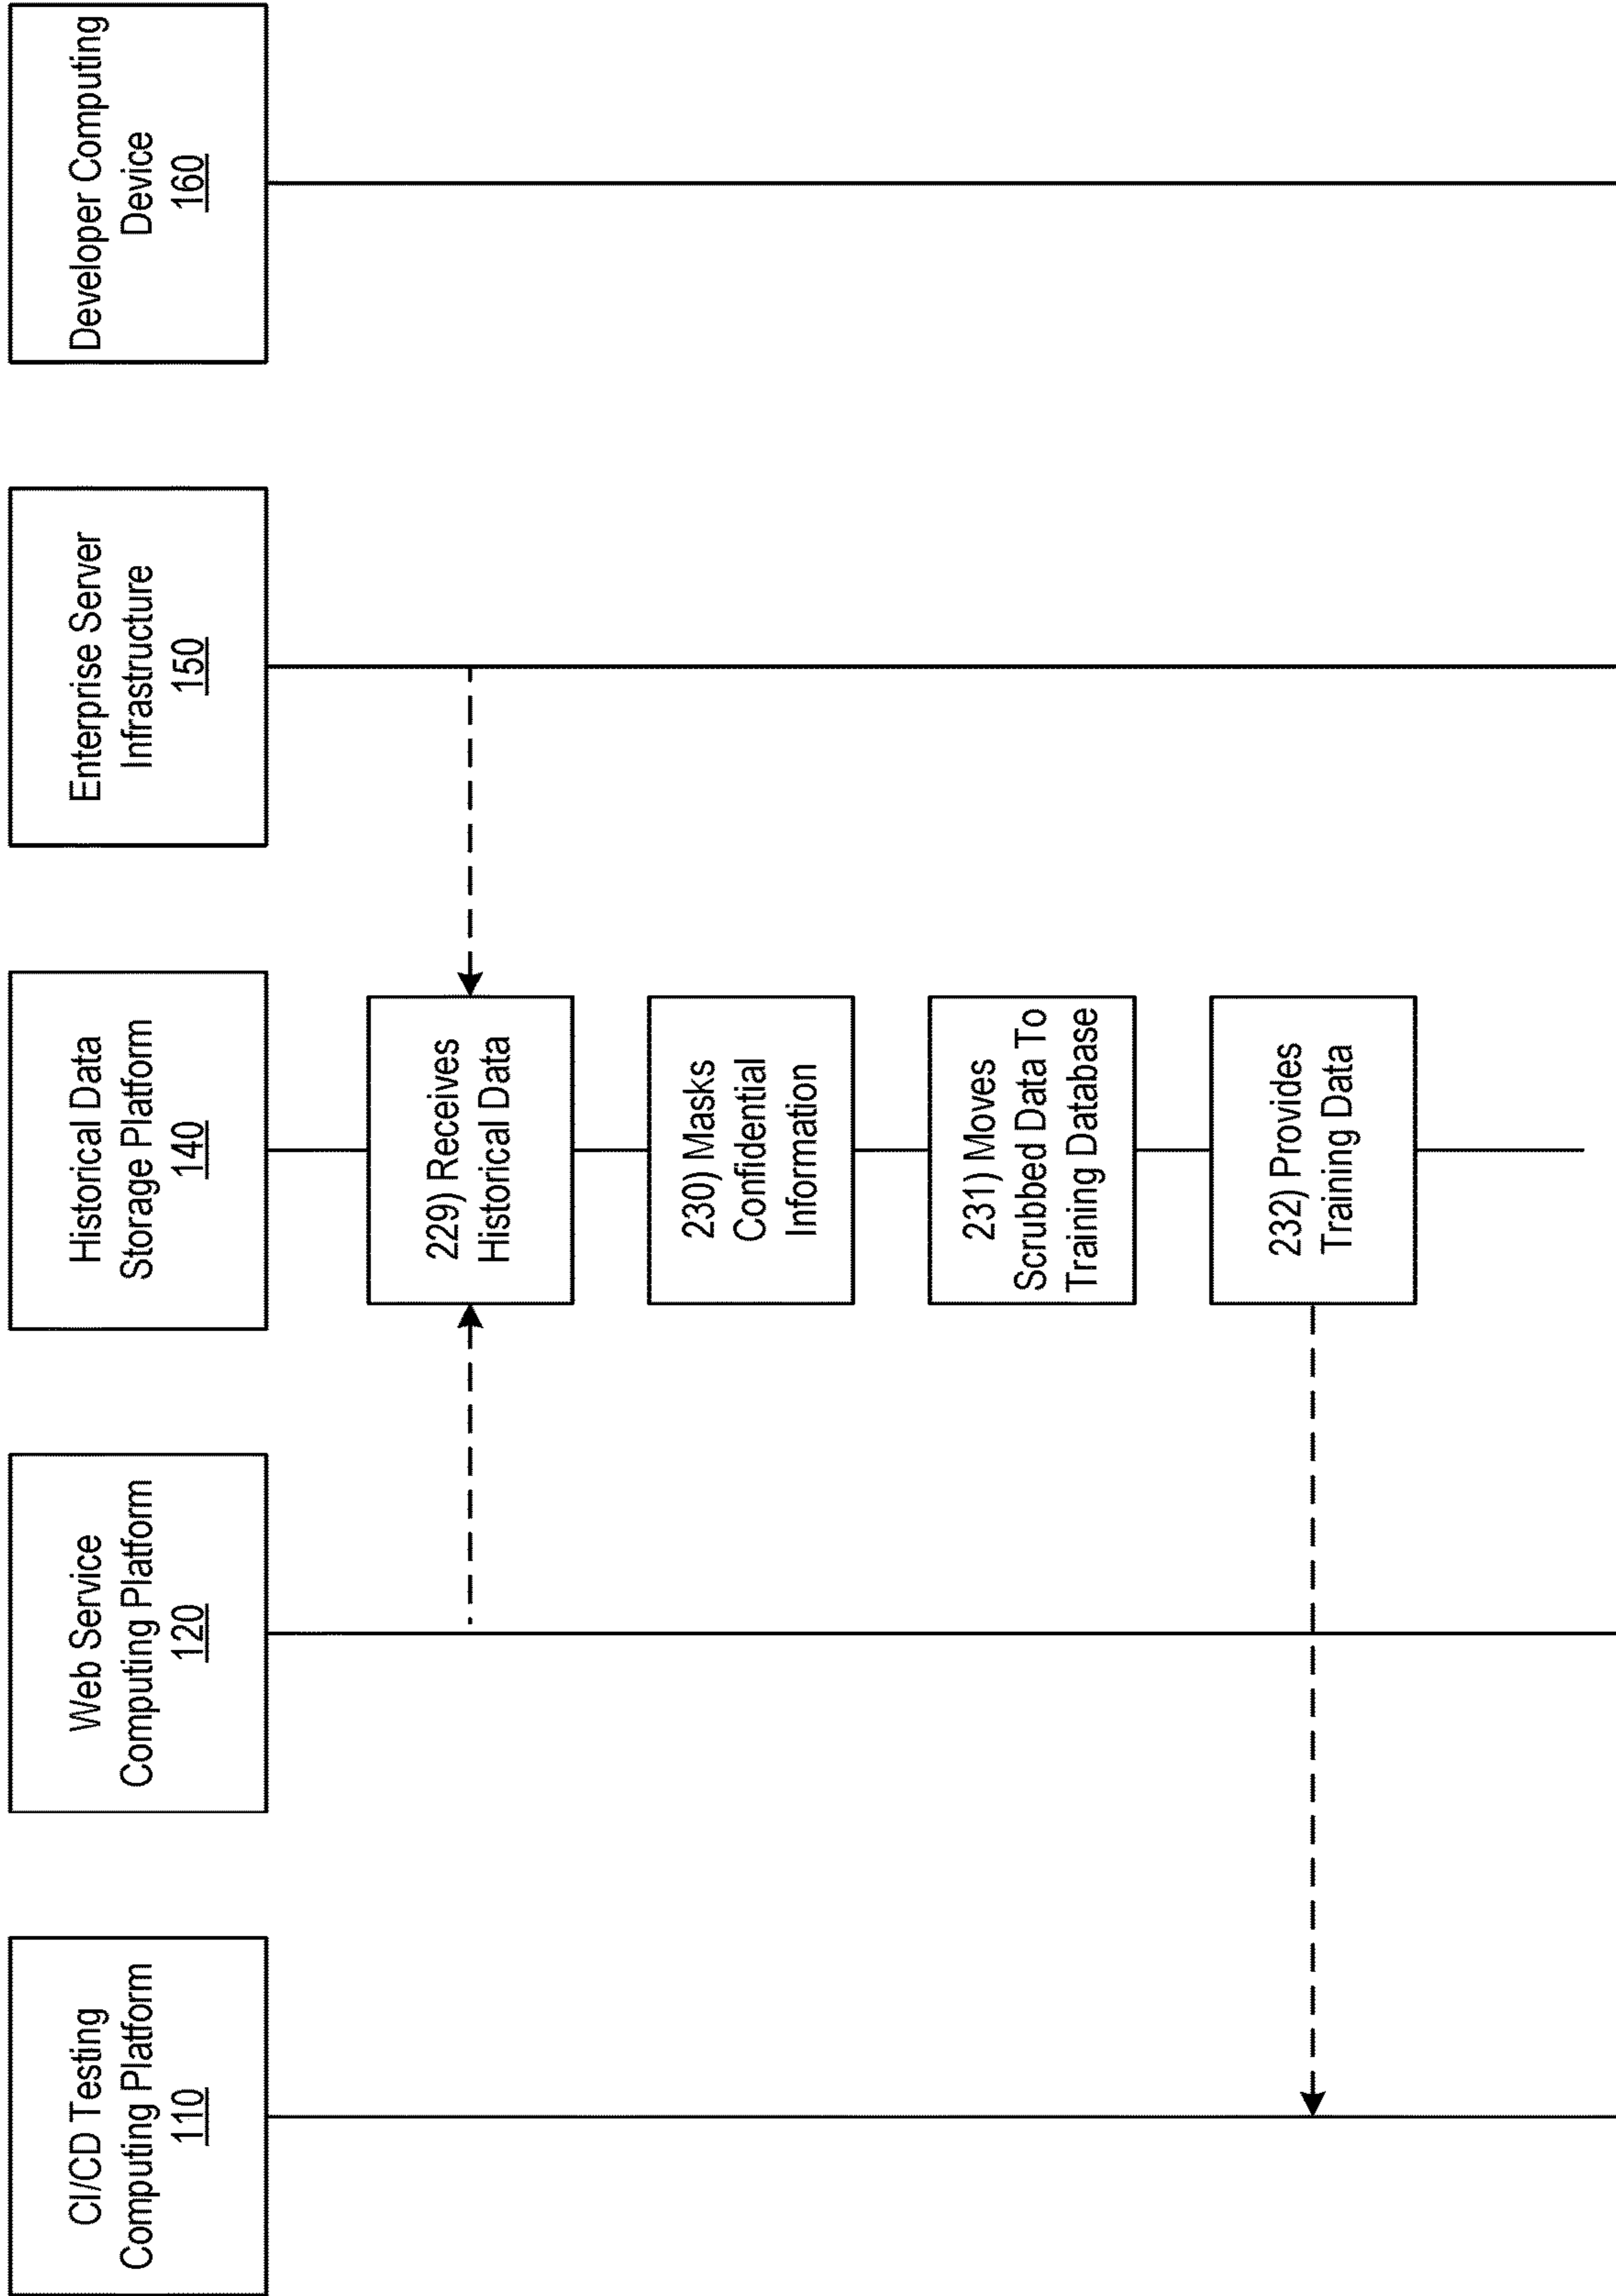 CI/CD Testing
Computing Platform
110
Web Service
Computing Platform
120
Historical Data
Storage Platform
140
Enterprise Server
Infrastructure
150
Developer Computing
Device
160
229) Receives
Historical Data
230) Masks
Confidential
Information
231) Moves
Scrubbed Data To
Training Database
232) Provides
Training Data